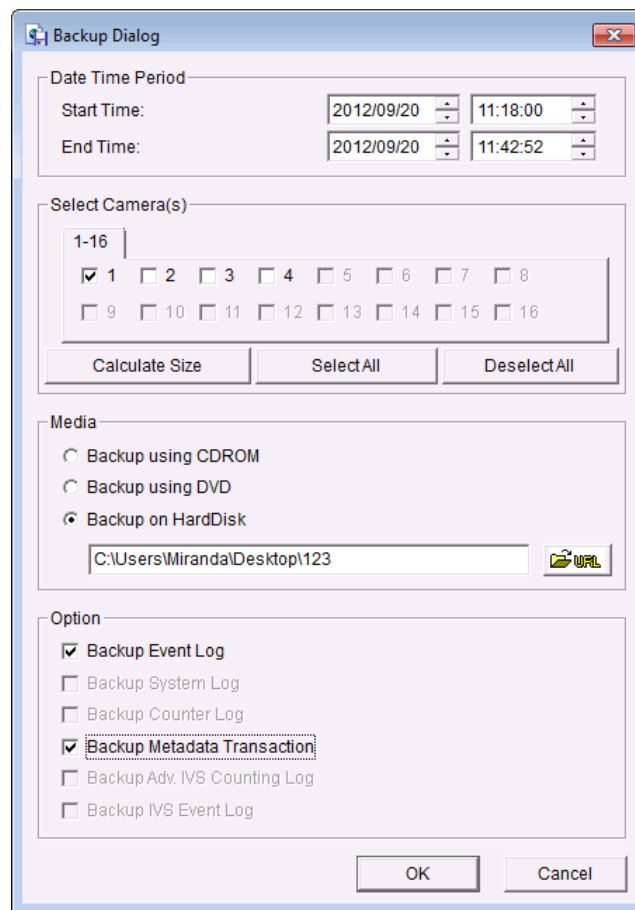 Backup Dialog
Date Time Period
Start Time: 2012/09/20 11:18:00
End Time: 2012/09/20 11:42:52
Select Camera(s)
1-16
1 2 3 4 5 6 7 8
9 10 11 12 13 14 15 16
Calculate Size Select All Deselect All
Media
Backup using CDROM
Backup using DVD
Backup on HardDisk
C:\Users\Miranda\Desktop\123 URL
Option
Backup Event Log
Backup System Log
Backup Counter Log
Backup Metadata Transaction
Backup Adv. IVS Counting Log
Backup IVS Event Log
OK Cancel